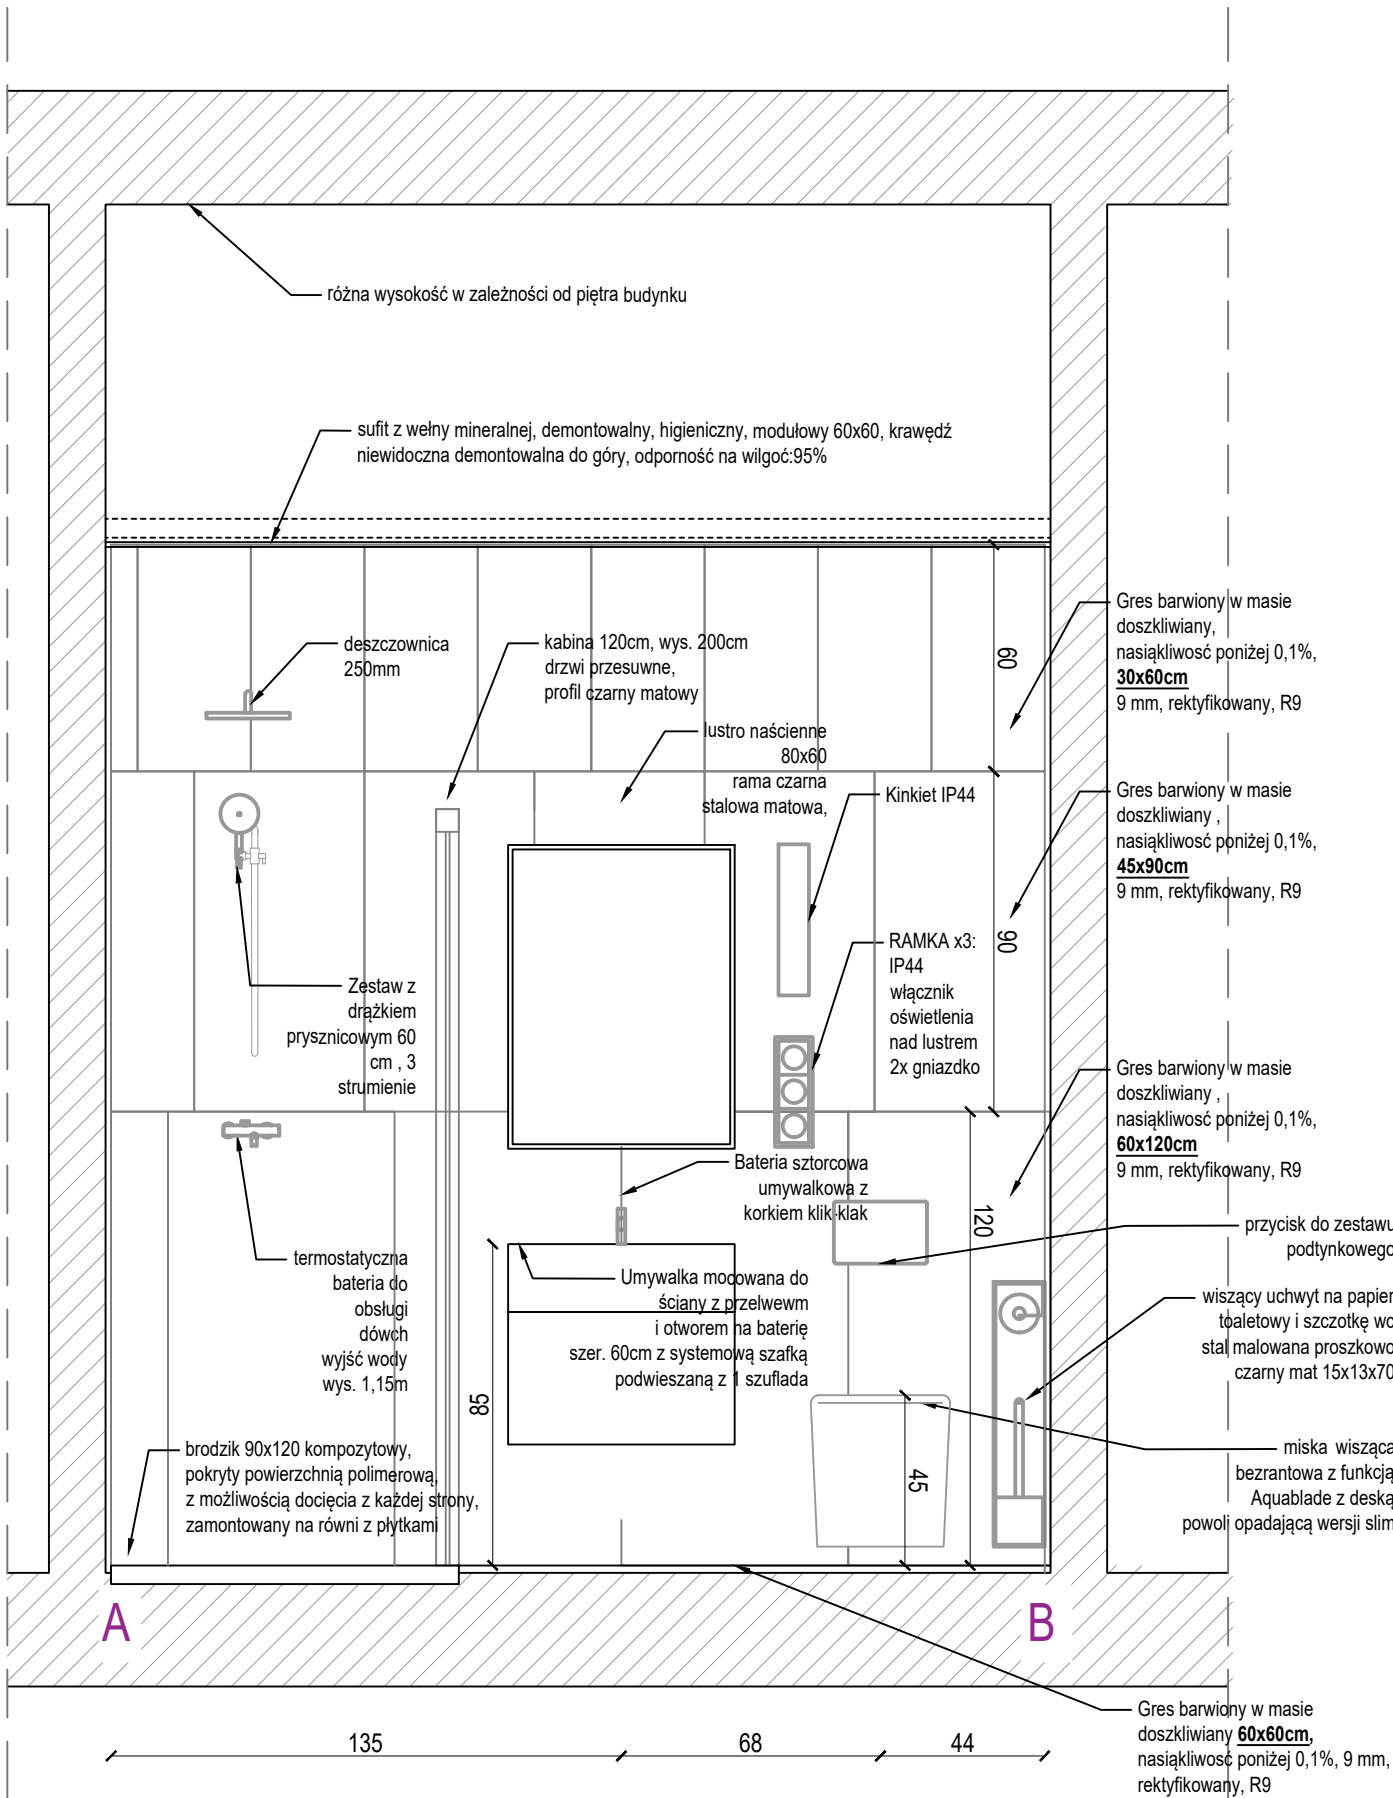 różna wysokość w zależności od piętra budynku
sufit z wełny mineralnej, demontowalny, higieniczny, modułowy 60x60, krawędź
niewidoczna demontowalna do góry, odporność na wilgoć:95%
deszczownica
250mm
kabina 120cm, wys. 200cm
drzwi przesuwne,
profil czarny matowy
lustro naścienne
80x60
rama czarna
stalowa matowa,
Kinkiet IP44
60
Gres barwiony w masie
doszkliwiany,
nasiąkliwosć poniżej 0,1%,
30x60cm
9 mm, rektyfikowany, R9
Gres barwiony w masie
doszkliwiany ,
nasiąkliwosć poniżej 0,1%,
45x90cm
9 mm, rektyfikowany, R9
90
RAMKA x3:
IP44
włącznik
oświetlenia
nad lustrem
2x gniazdko
Zestaw z
drążkiem
prysznicowym 60
cm , 3
strumienie
Gres barwiony w masie
doszkliwiany ,
nasiąkliwosć poniżej 0,1%,
60x120cm
9 mm, rektyfikowany, R9
Bateria sztorcowa
umywalkowa z
korkiem klik-klak
120
przycisk do zestawu
podtynkowego
termostatyczna
bateria do
obsługi
dówch
wyjść wody
wys. 1,15m
Umywalka mocowana do
ściany z przelwewm
i otworem na baterię
szer. 60cm z systemową szafką
podwieszaną z 1 szuflada
wiszący uchwyt na papier
toaletowy i szczotkę wc
stal malowana proszkowo
czarny mat 15x13x70
85
45
brodzik 90x120 kompozytowy,
pokryty powierzchnią polimerową,
z możliwością docięcia z każdej strony,
zamontowany na równi z płytkami
miska wisząca
bezrantowa z funkcją
Aquablade z deską
powoli opadającą wersji slim
A
B
Gres barwiony w masie
doszkliwiany 60x60cm,
nasiąkliwosć poniżej 0,1%, 9 mm,
rektyfikowany, R9
135
68
44